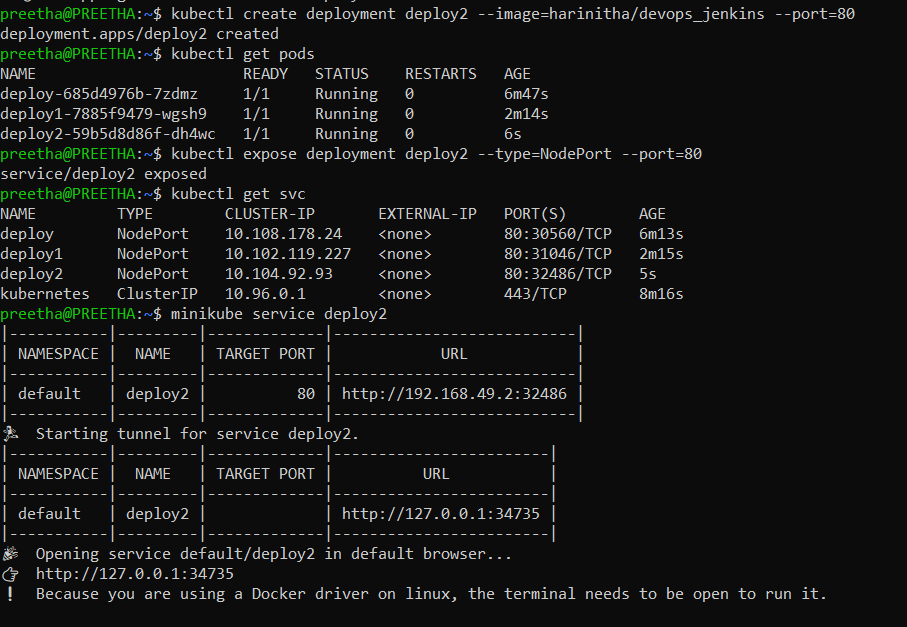 preetha@PREETHA:~$ kubectl create deployment deploy2 --image=harinitha/devops_jenkins --port=80
deployment.apps/deploy2 created
preetha@PREETHA:~$ kubectl get pods
NAME                       READY   STATUS    RESTARTS   AGE
deploy-685d4976b-7zdmz     1/1     Running   0          6m47s
deploy1-7885f9479-wgsh9    1/1     Running   0          2m14s
deploy2-59b5d8d86f-dh4wc   1/1     Running   0          6s
preetha@PREETHA:~$ kubectl expose deployment deploy2 --type=NodePort --port=80
service/deploy2 exposed
preetha@PREETHA:~$ kubectl get svc
NAME         TYPE        CLUSTER-IP       EXTERNAL-IP   PORT(S)        AGE
deploy       NodePort    10.108.178.24    <none>        80:30560/TCP   6m13s
deploy1      NodePort    10.102.119.227   <none>        80:31046/TCP   2m15s
deploy2      NodePort    10.104.92.93     <none>        80:32486/TCP   5s
kubernetes   ClusterIP   10.96.0.1        <none>        443/TCP        8m16s
preetha@PREETHA:~$ minikube service deploy2
|-----------|---------|-------------|---------------------------|
| NAMESPACE |  NAME   | TARGET PORT |            URL            |
|-----------|---------|-------------|---------------------------|
| default   | deploy2 |          80 | http://192.168.49.2:32486 |
|-----------|---------|-------------|---------------------------|
🏃  Starting tunnel for service deploy2.
|-----------|---------|-------------|------------------------|
| NAMESPACE |  NAME   | TARGET PORT |          URL           |
|-----------|---------|-------------|------------------------|
| default   | deploy2 |             | http://127.0.0.1:34735 |
|-----------|---------|-------------|------------------------|
🎉  Opening service default/deploy2 in default browser...
👉  http://127.0.0.1:34735
❗  Because you are using a Docker driver on linux, the terminal needs to be open to run it.